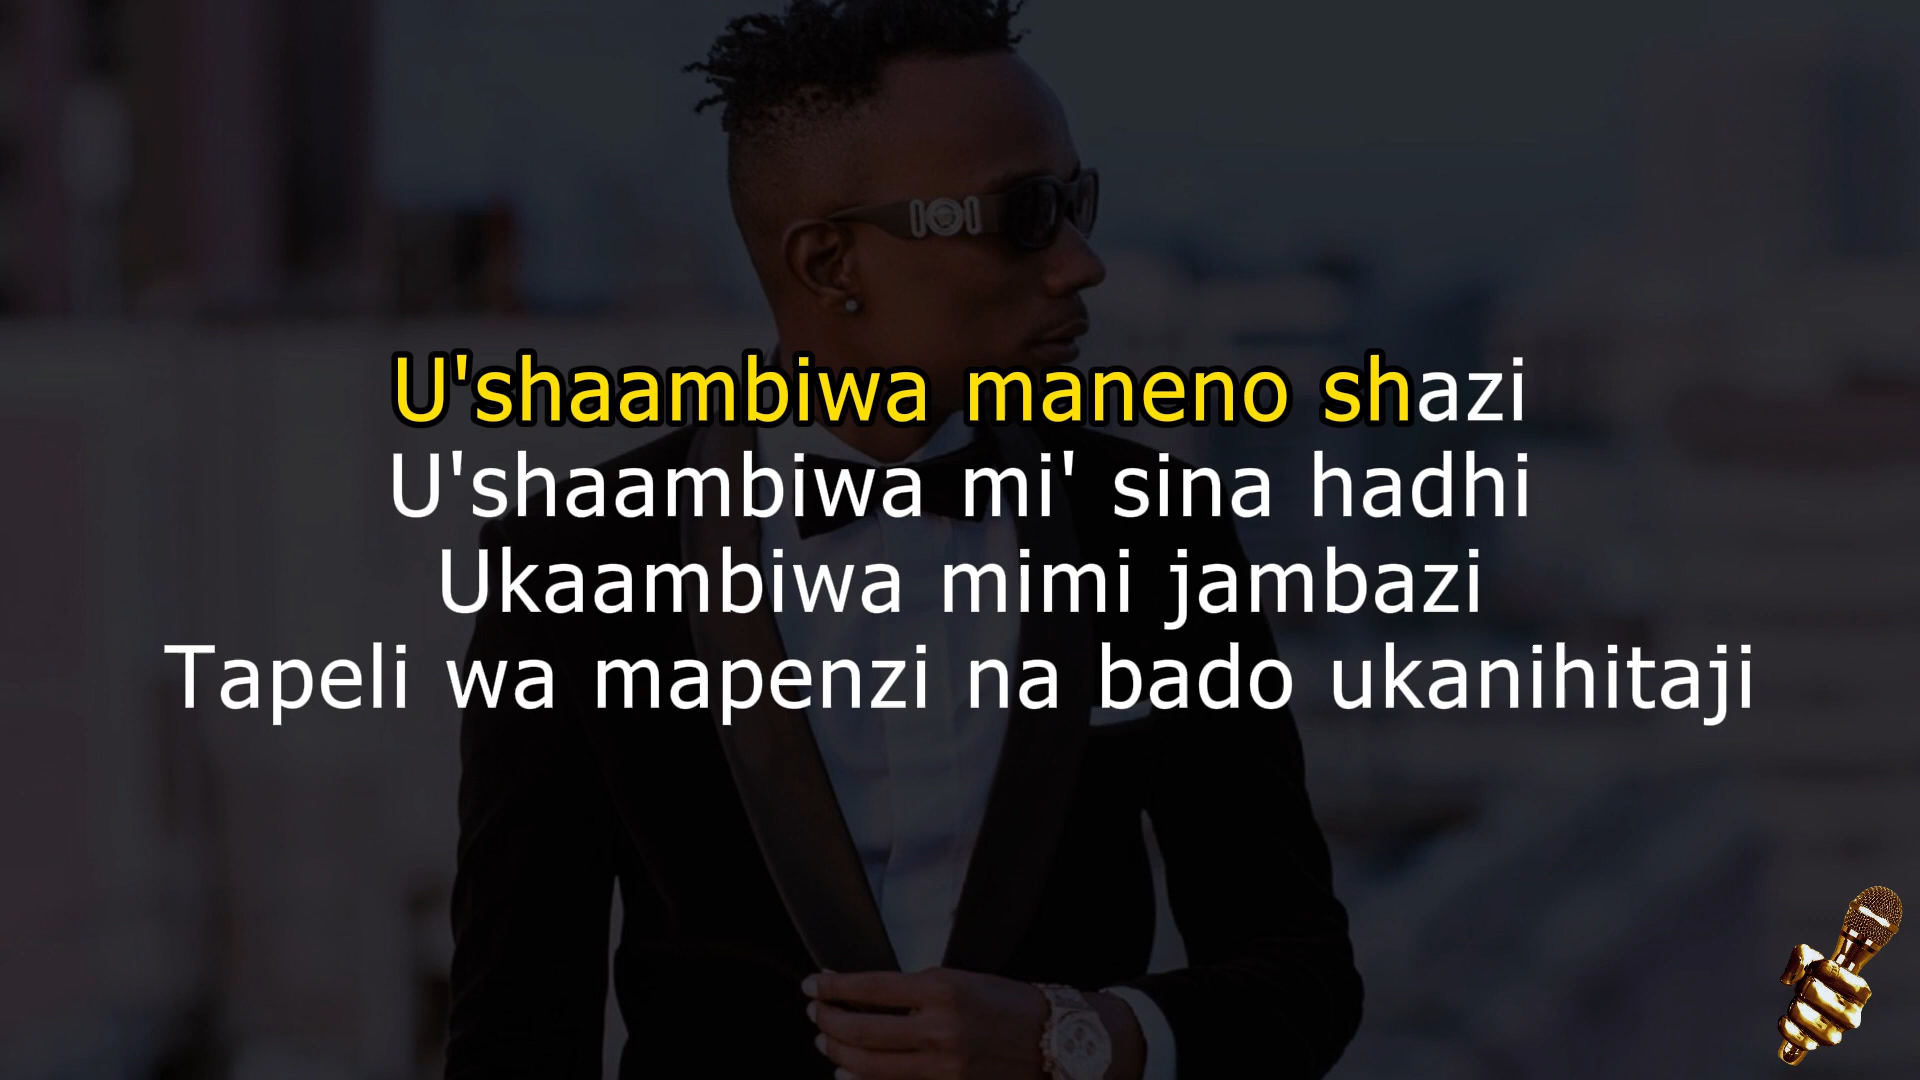 U'shaambiwa maneno shazi
U'shaambiwa mi' sina hadhi
Ukaambiwa mimi jambazi
Tapeli wa mapenzi na bado ukanihitaji